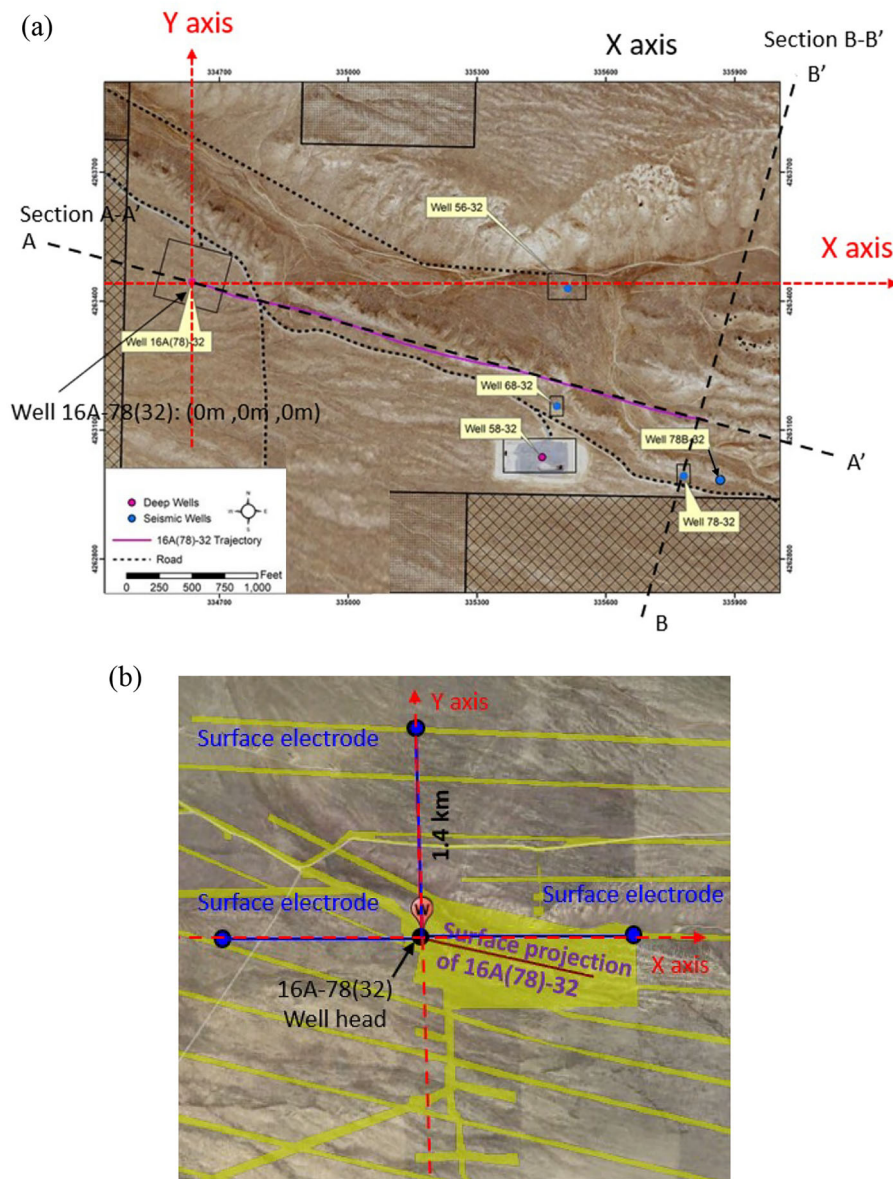 (a)
Y axis
X axis
Section B-B’
B’
334700
335000
335300
335600
335900
4263700
4263700
Well 56-32
Section A-A’
A
X axis
4263400
4263400
Well 16A(78)-32
Well 68-32
Well 16A-78(32): (0m ,0m ,0m)
Well 58-32
Well 78B-32
4263100
4263100
A’
Deep Wells
Seismic Wells
N
W
E
S
Well 78-32
16A(78)-32 Trajectory
Road
4262800
4262800
Feet
0
250
500
750
1,000
334700
335000
335300
335600
335900
B
(b)
Y axis
Surface electrode
1.4 km
Surface electrode
Surface electrode
W
Surface projection
of 16A(78)-32
X axis
16A-78(32)
Well head